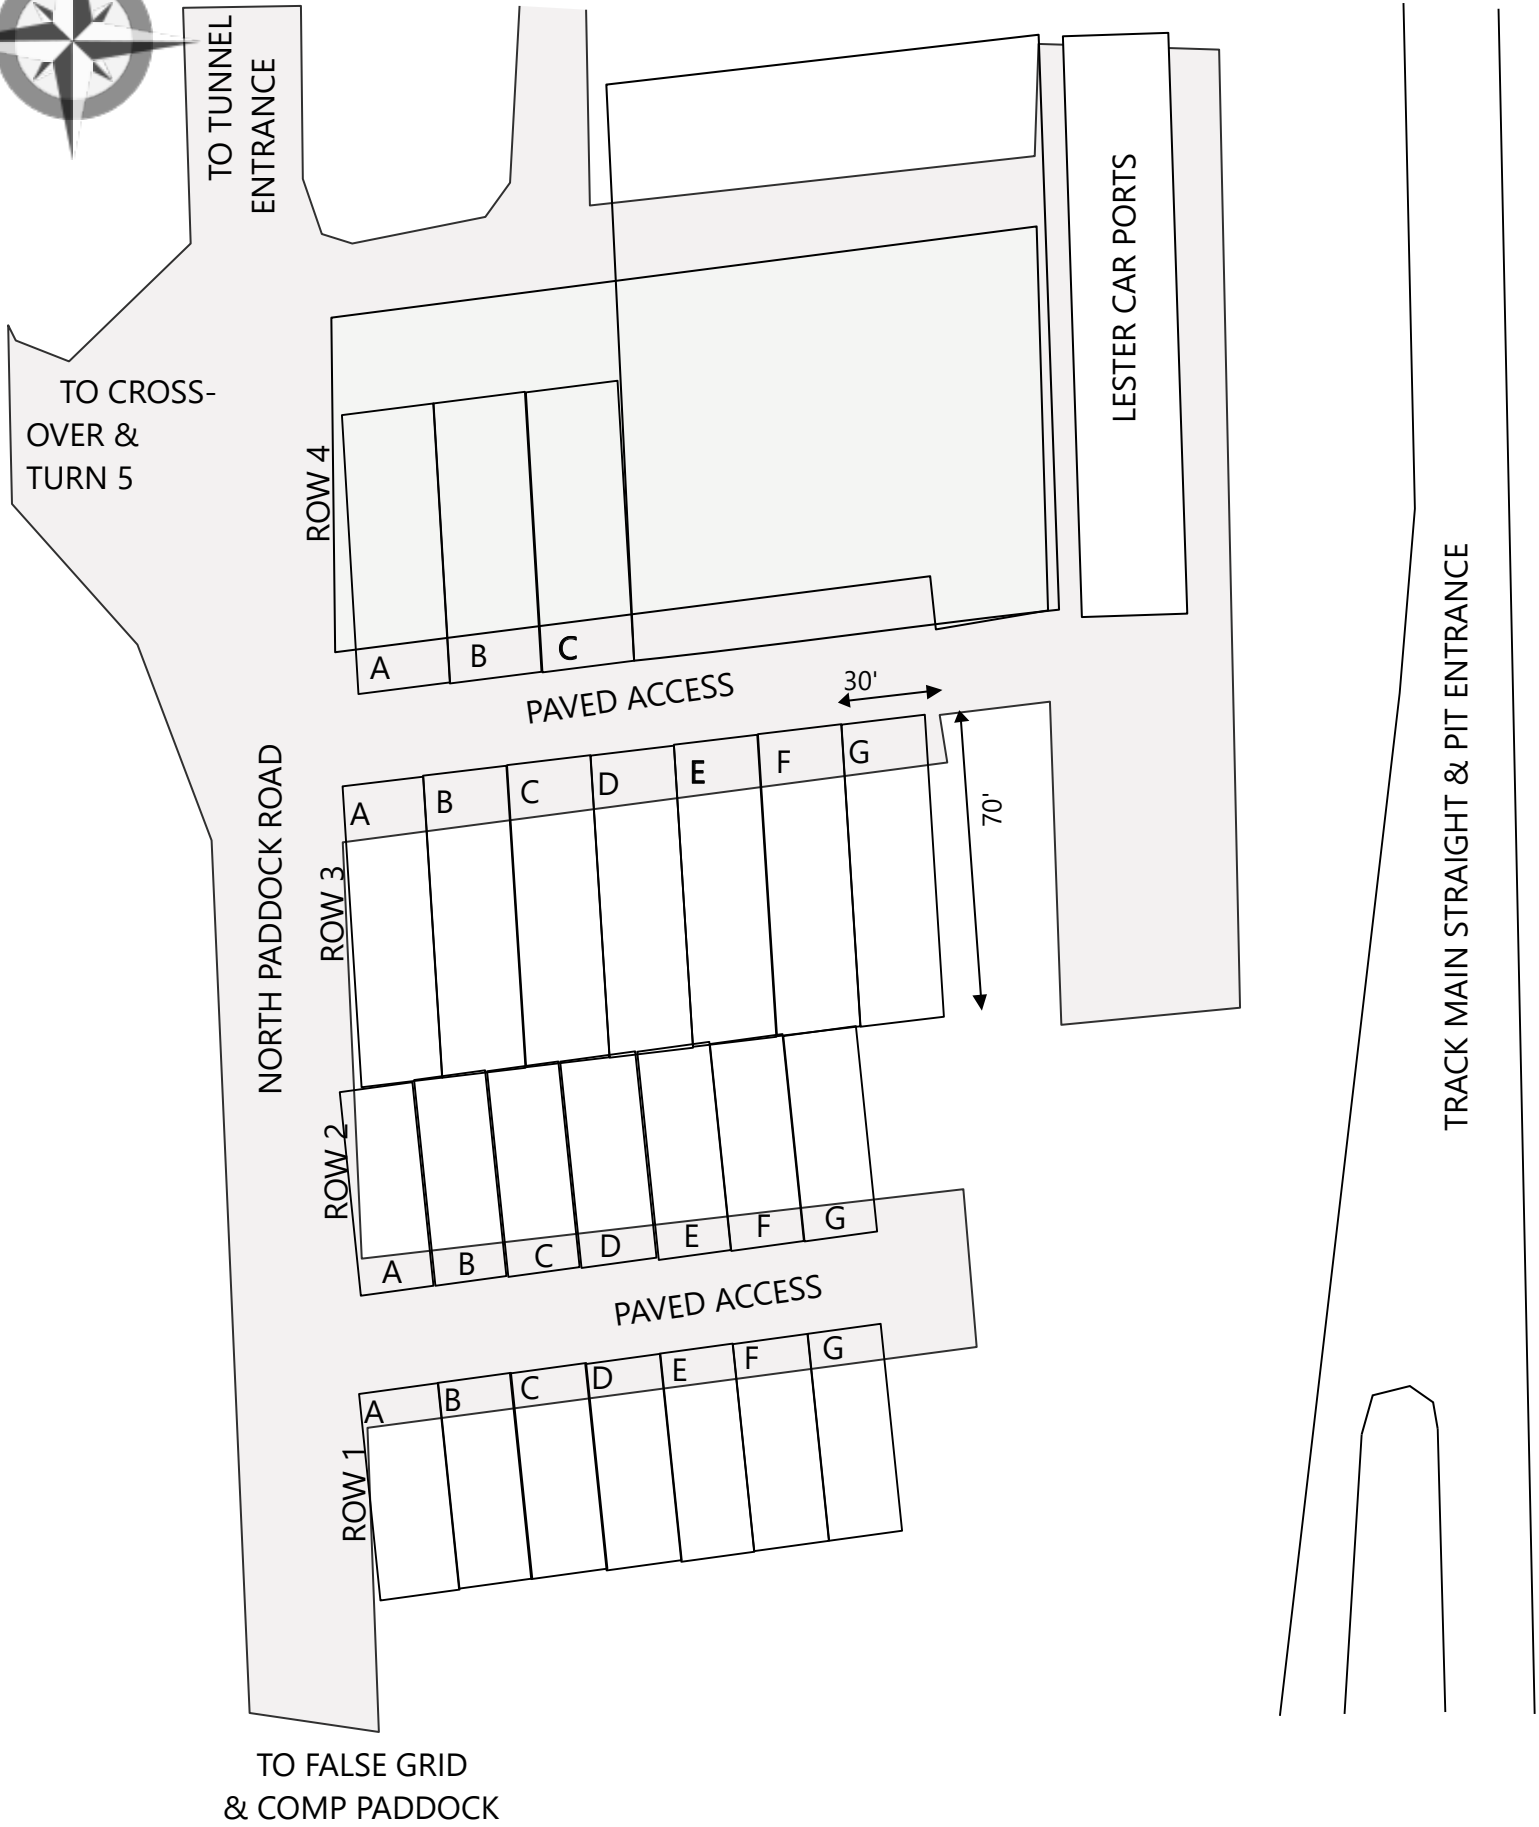 TO TUNNEL
ENTRANCE
LESTER CAR PORTS
TO CROSS-
OVER &
TURN 5
ROW 4
A
B
C
PAVED ACCESS
30'
TRACK MAIN STRAIGHT & PIT ENTRANCE
NORTH PADDOCK ROAD
A
B
C
D
E
F
G
70'
ROW 3
ROW 2
A
B
C
D
E
F
G
PAVED ACCESS
A
B
C
D
E
F
G
ROW 1
TO FALSE GRID
& COMP PADDOCK